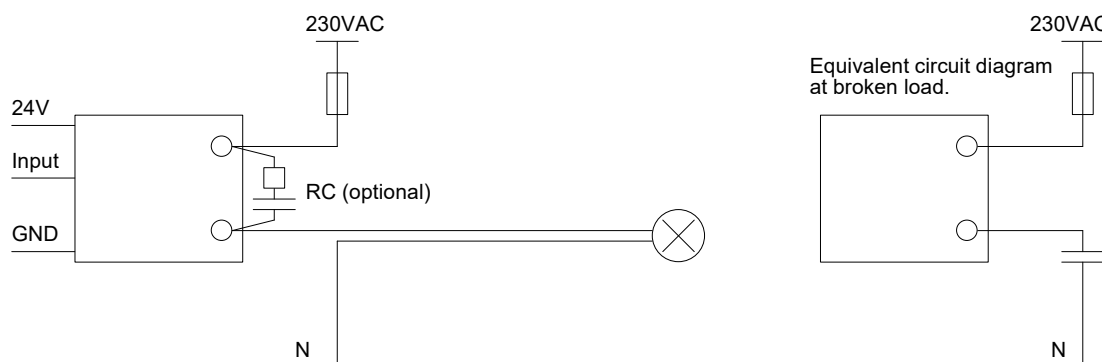 230VAC
24V
Input
GND
RC (optional)
N
230VAC
Equivalent circuit diagram
at broken load.
N